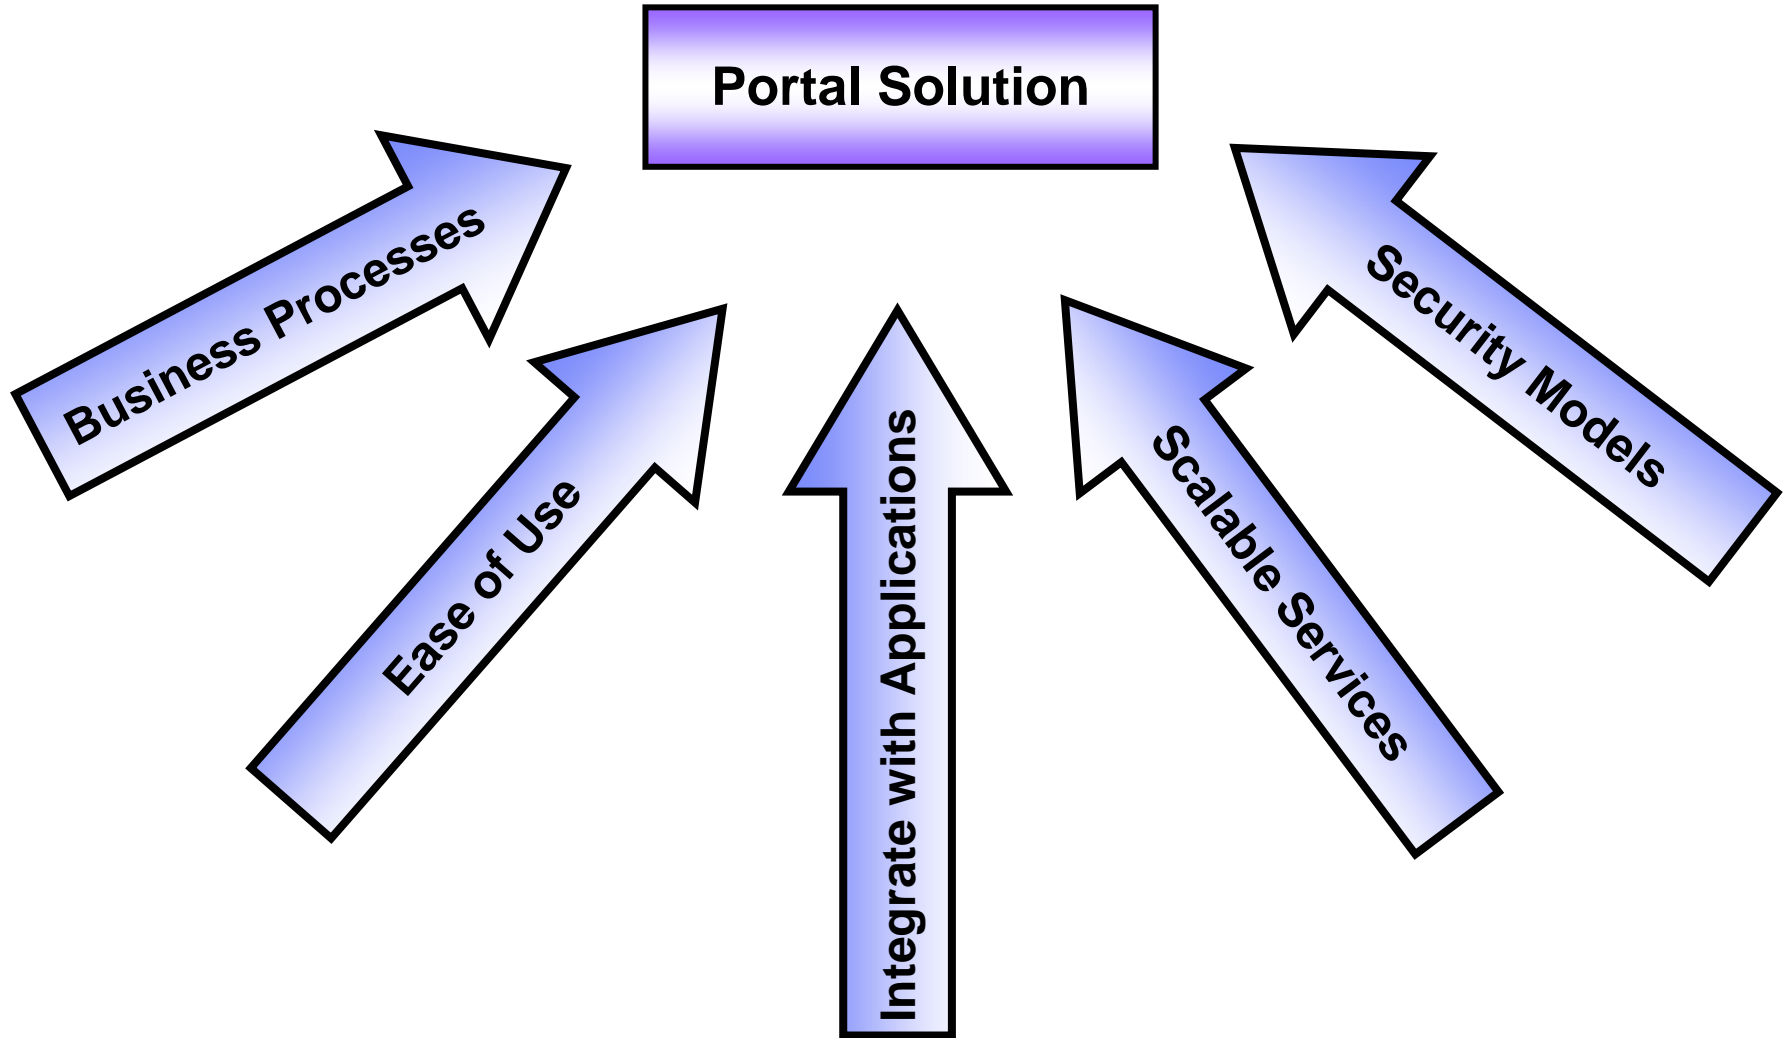 Portal Solution
Business Processes
Ease of Use
Integrate with Applications
Scalable Services
Security Models